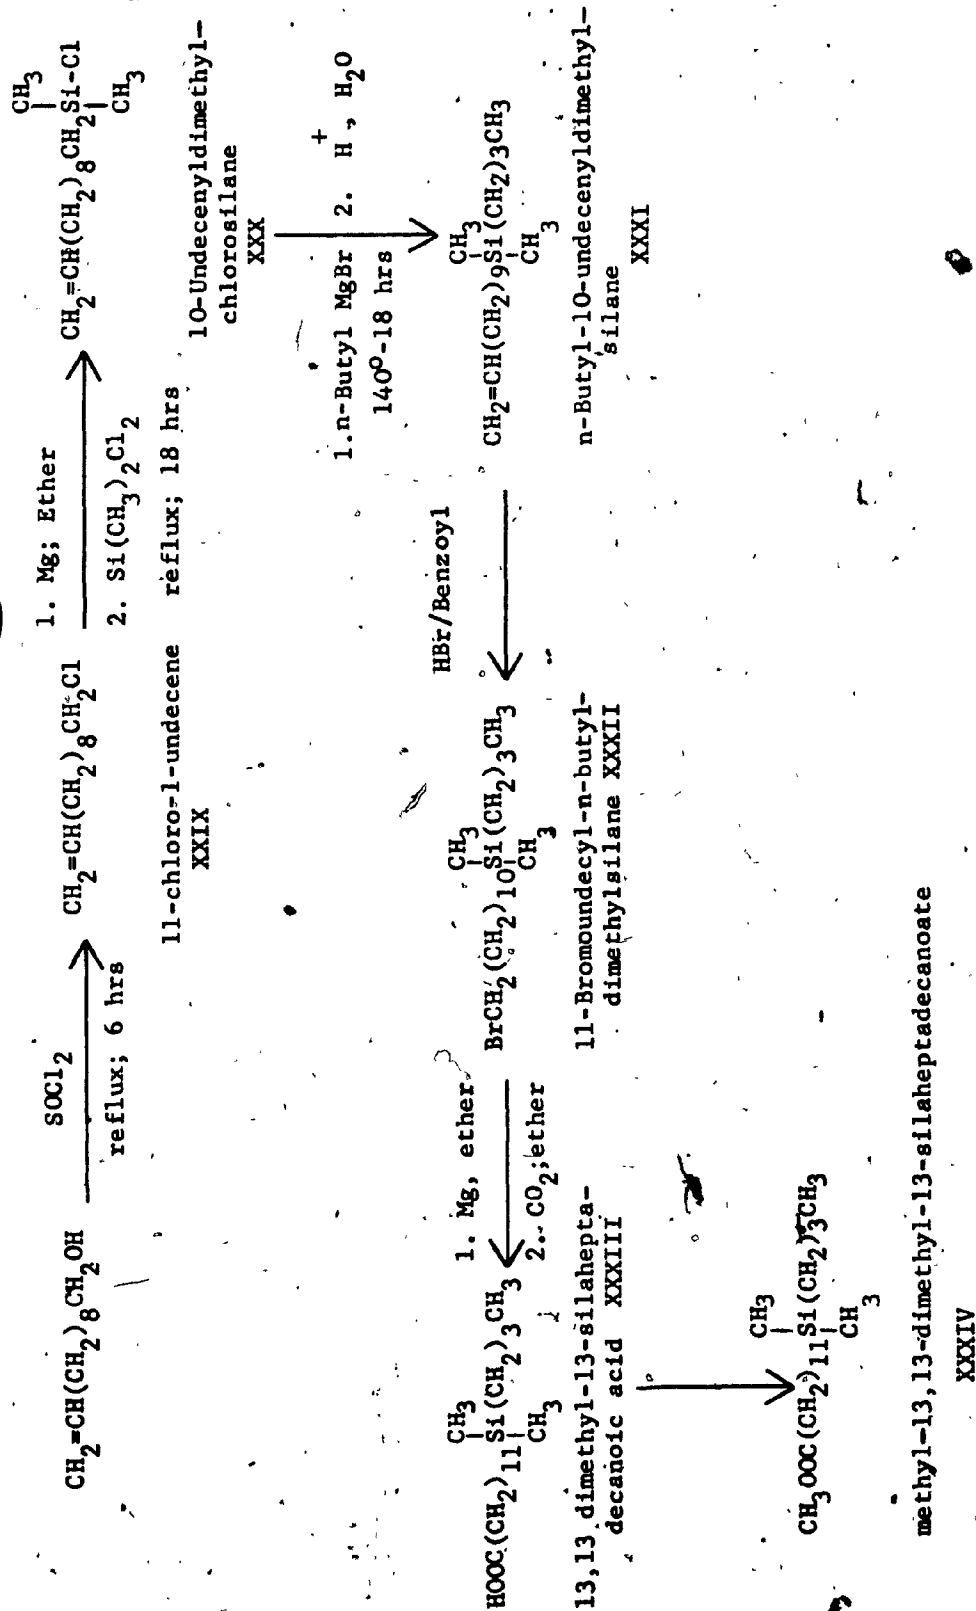 CH2=CH(CH2)8CH2OH
SOCl2
reflux; 6 hrs
CH2=CH(CH2)8CH2Cl
11-chloro-1-undecene
XXIX
1. Mg; Ether
2. Si(CH3)2Cl2
reflux; 18 hrs
CH3
CH2=CH(CH2)8CH2Si-Cl
CH3
10-Undecenyldimethyl-
chlorosilane
XXX
1.n-Butyl MgBr 2. H+, H2O
140º-18 hrs
CH3
CH2=CH(CH2)9Si(CH2)3CH3
CH3
n-Butyl-10-undecenyldimethyl-
silane
XXXI
HBr/Benzoyl
CH3
BrCH2(CH2)10Si(CH2)3CH3
CH3
11-Bromoundecyl-n-butyl-
dimethylsilane XXXII
1. Mg, ether
2. CO2;ether
CH3
HOOC(CH2)11Si(CH2)3CH3
CH3
13,13 dimethyl-13-silahepta-
decanoic acid XXXIII
CH3
CH3OOC(CH2)11Si(CH2)3CH3
CH3
methyl-13,13-dimethyl-13-silaheptadecanoate
XXXIV